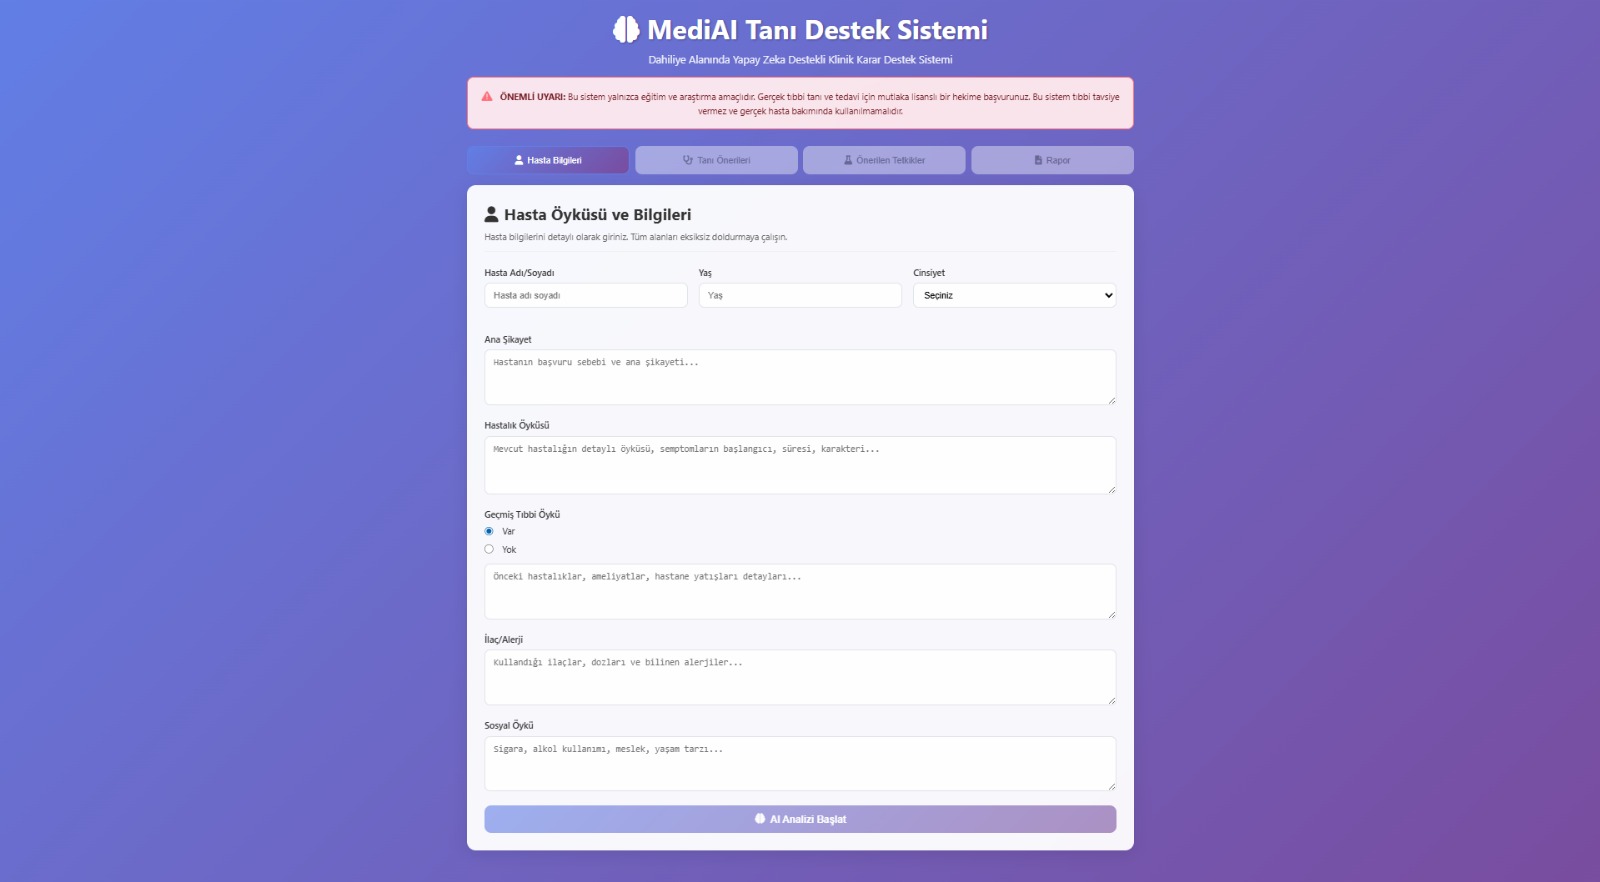 MediAI Tanı Destek Sistemi
Dahiliye Alanında Yapay Zeka Destekli Klinik Karar Destek Sistemi
ÖNEMLİ UYARI: Bu sistem yalnızca eğitim ve araştırma amaçlıdır. Gerçek tıbbi tanı ve tedavi için mutlaka lisanslı bir hekime başvurunuz. Bu sistem tıbbi tavsiye
vermez ve gerçek hasta bakımında kullanılmamalıdır.
Hasta Bilgileri
Tanı Önerileri
Önerilen Tetkikler
Rapor
Hasta Öyküsü ve Bilgileri
Hasta bilgilerini detaylı olarak giriniz. Tüm alanları eksiksiz doldurmaya çalışın.
Hasta Adı/Soyadı
Yaş
Cinsiyet
Hasta adı soyadı
Yaş
Seçiniz
Ana Şikayet
Hastanın başvuru sebebi ve ana şikayeti...
Hastalık Öyküsü
Mevcut hastalığın detaylı öyküsü, semptomların başlangıcı, süresi, karakteri...
Geçmiş Tıbbi Öykü
Var
Yok
Önceki hastalıklar, ameliyatlar, hastane yatışları detayları...
İlaç/Alerji
Kullandığı ilaçlar, dozları ve bilinen alerjiler...
Sosyal Öykü
Sigara, alkol kullanımı, meslek, yaşam tarzı...
AI Analizi Başlat